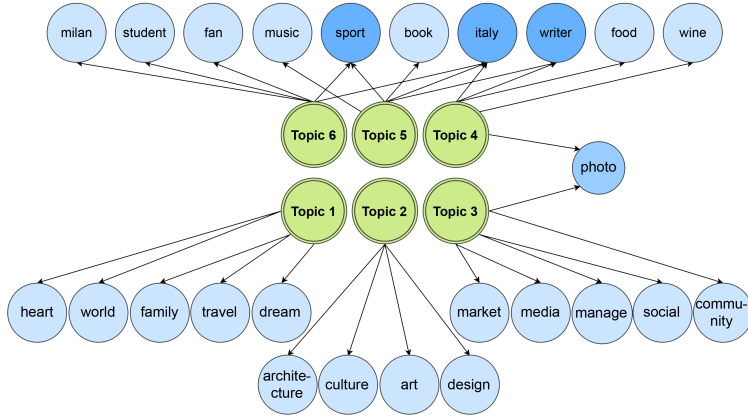 milan
student
fan
music
sport
book
italy
writer
food
wine
Topic 6
Topic 5
Topic 4
photo
Topic 1
Topic 2
Topic 3
heart
world
family
travel
dream
market
media
manage
social
commu-
nity
archite-
cture
culture
art
design